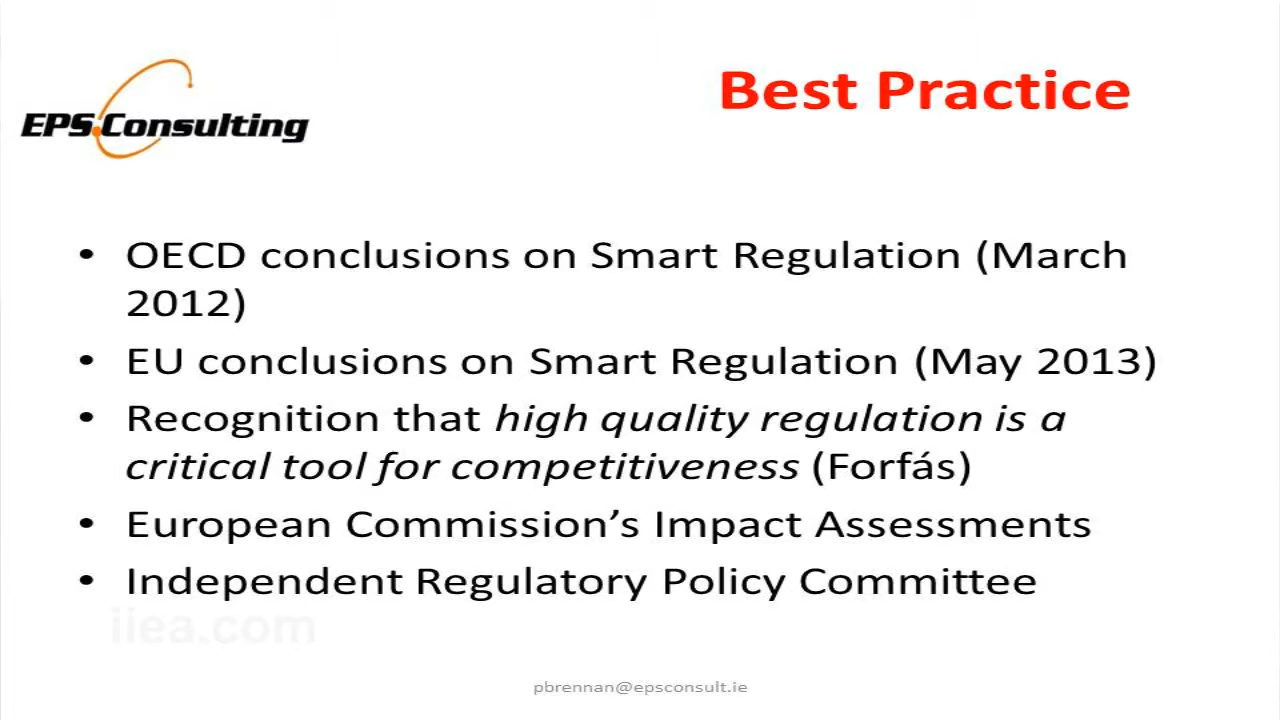 EPS Consulting
Best Practice
• OECD conclusions on Smart Regulation (March
2012)
• EU conclusions on Smart Regulation (May 2013)
• Recognition that high quality regulation is a
critical tool for competitiveness (Forfás)
• European Commission’s Impact Assessments
• Independent Regulatory Policy Committee
iiea.com
pbrennan@epsconsult.ie